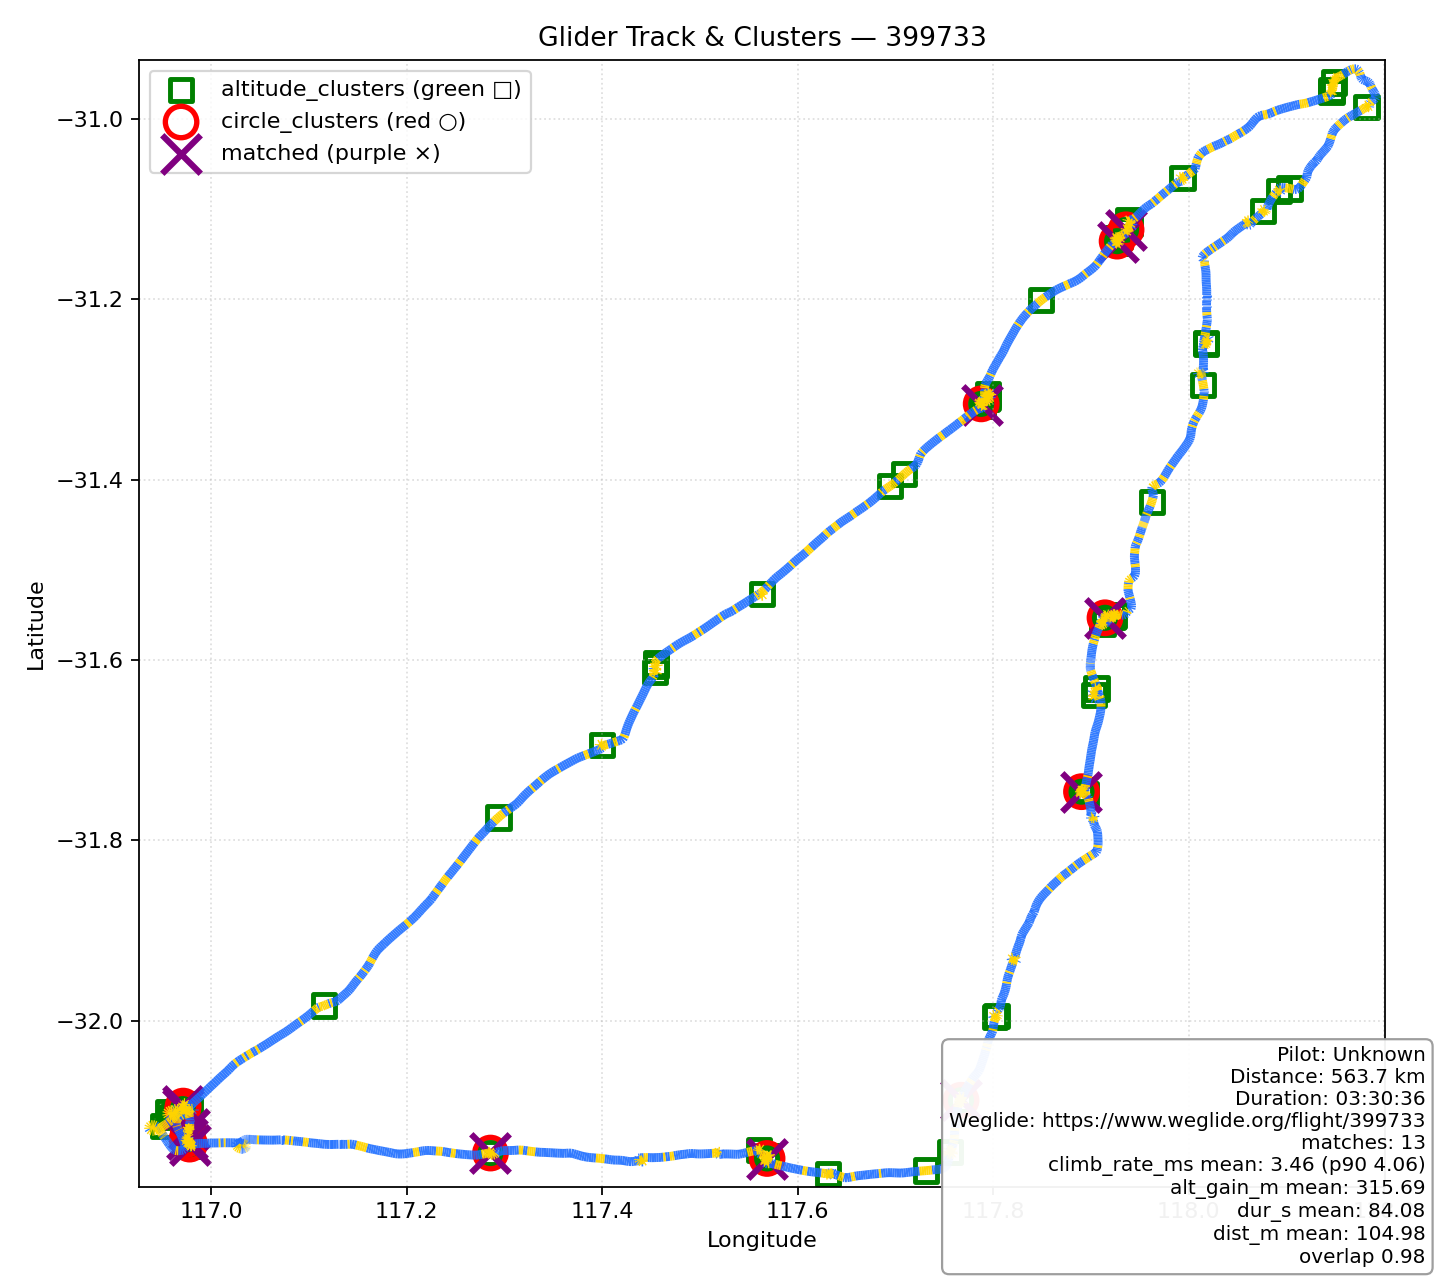 Glider Track & Clusters — 399733
altitude_clusters (green □)
circle_clusters (red ○)
matched (purple ×)
Latitude
−31.0
−31.2
−31.4
−31.6
−31.8
−32.0
117.0
117.2
117.4
117.6
117.8
118.0
Longitude
Pilot: Unknown
Distance: 563.7 km
Duration: 03:30:36
Weglide: https://www.weglide.org/flight/399733
matches: 13
climb_rate_ms mean: 3.46 (p90 4.06)
alt_gain_m mean: 315.69
dur_s mean: 84.08
dist_m mean: 104.98
overlap 0.98